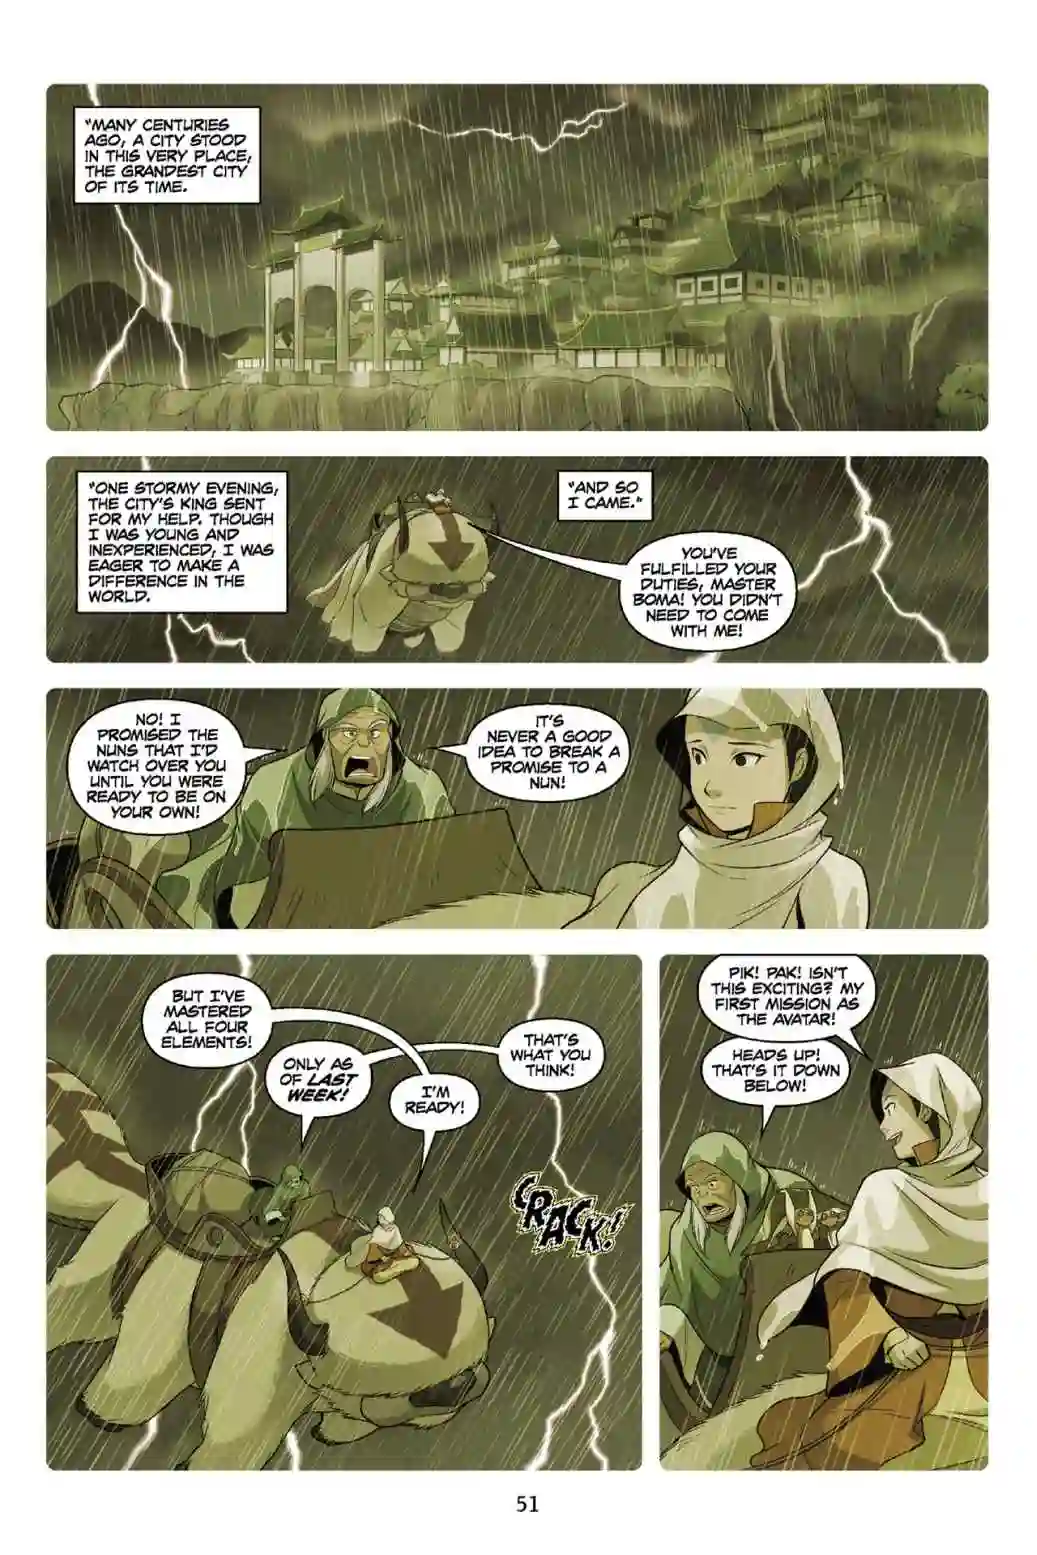 "MANY CENTURIES
AGO, A CITY STOOD
IN THIS VERY PLACE,
THE GRANDEST CITY
OF ITS TIME.
"ONE STORMY EVENING,
THE CITY'S KING SENT
FOR MY HELP. THOUGH
I WAS YOUNG AND
INEXPERIENCED, I WAS
EAGER TO MAKE A
DIFFERENCE IN THE
WORLD.
"AND SO
I CAME."
YOU'VE
FULFILLED YOUR
DUTIES, MASTER
BOMA! YOU DIDN'T
NEED TO COME
WITH ME!
NO! I
PROMISED THE
NUNS THAT I'D
WATCH OVER YOU
UNTIL YOU WERE
READY TO BE ON
YOUR OWN!
IT'S
NEVER A GOOD
IDEA TO BREAK A
PROMISE TO A
NUN!
BUT I'VE
MASTERED
ALL FOUR
ELEMENTS!
ONLY AS
OF LAST
WEEK!
I'M
READY!
THAT'S
WHAT YOU
THINK!
CRACK!
PIK! PAK! ISN'T
THIS EXCITING? MY
FIRST MISSION AS
THE AVATAR!
HEADS UP!
THAT'S IT DOWN
BELOW!
51